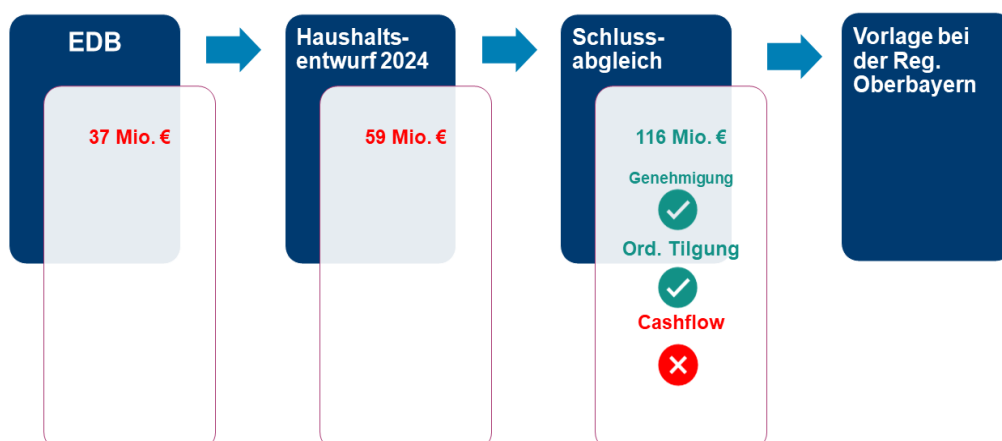 EDB
37 Mio. €
Haushalts-
entwurf 2024
59 Mio. €
Schluss-
abgleich
116 Mio. €
Genehmigung
Ord. Tilgung
Cashflow
Vorlage bei
der Reg.
Oberbayern